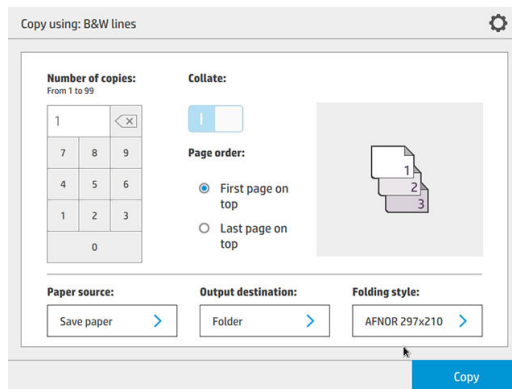 Copy using: B&W lines
Number of copies:
From 1 to 99
1
7 8 9
4 5 6
1 2 3
0
Collate:
Page order:
First page on
top
Last page on
top
1
2
3
Paper source:
Save paper
Output destination:
Folder
Folding style:
AFNOR 297x210
Copy